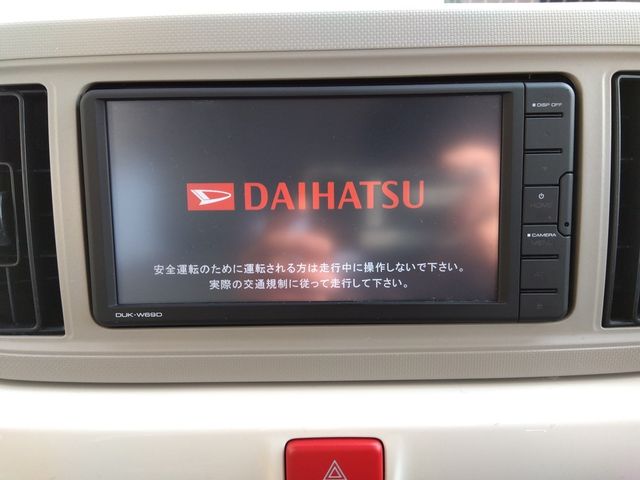 DISP OFF
DAIHATSU
HOME
CAMERA
MENU
安全運転のために運転される方は走行中に操作しないで下さい。
実際の交通規制に従って走行して下さい。
DUK-W69D